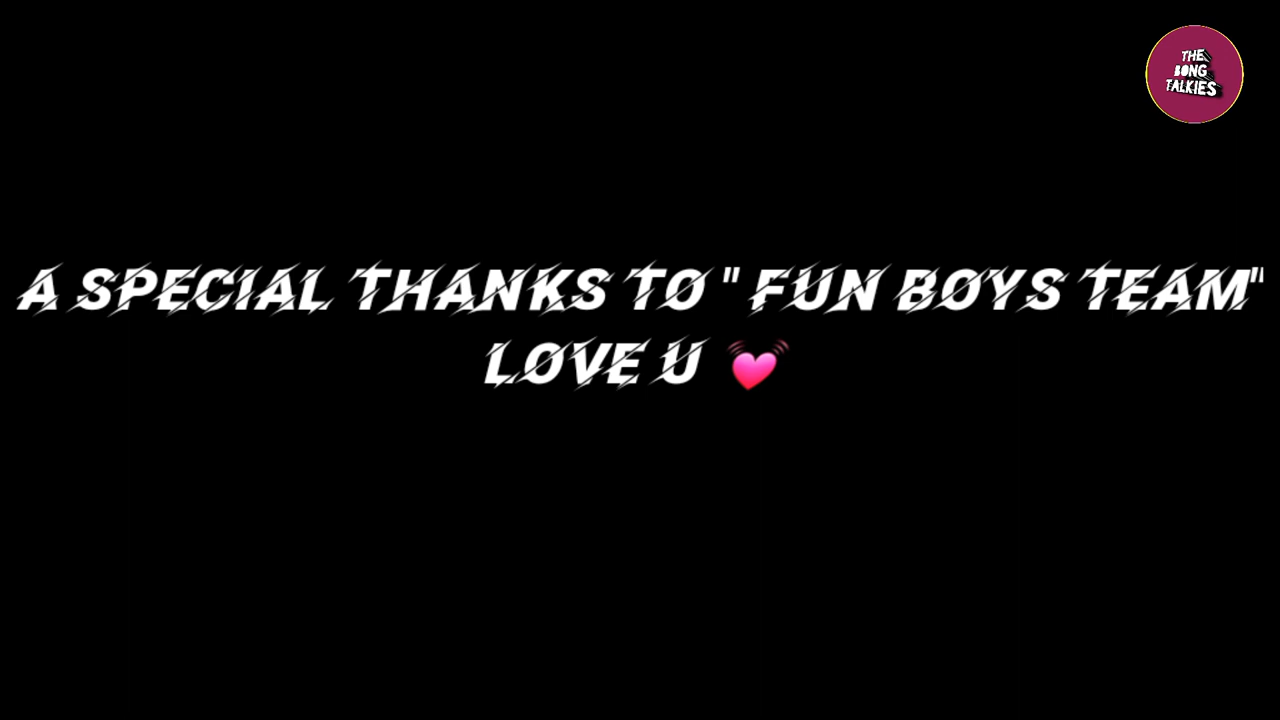 THE
BONG
TALKIES
A SPECIAL THANKS TO " FUN BOYS TEAM"
LOVE U 💓